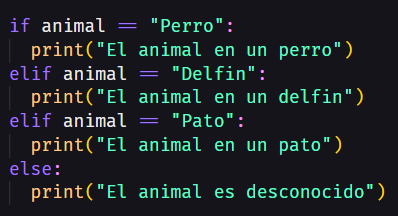 if animal == "Perro":
  print("El animal en un perro")
elif animal == "Delfin":
  print("El animal en un delfin")
elif animal == "Pato":
  print("El animal en un pato")
else:
  print("El animal es desconocido")